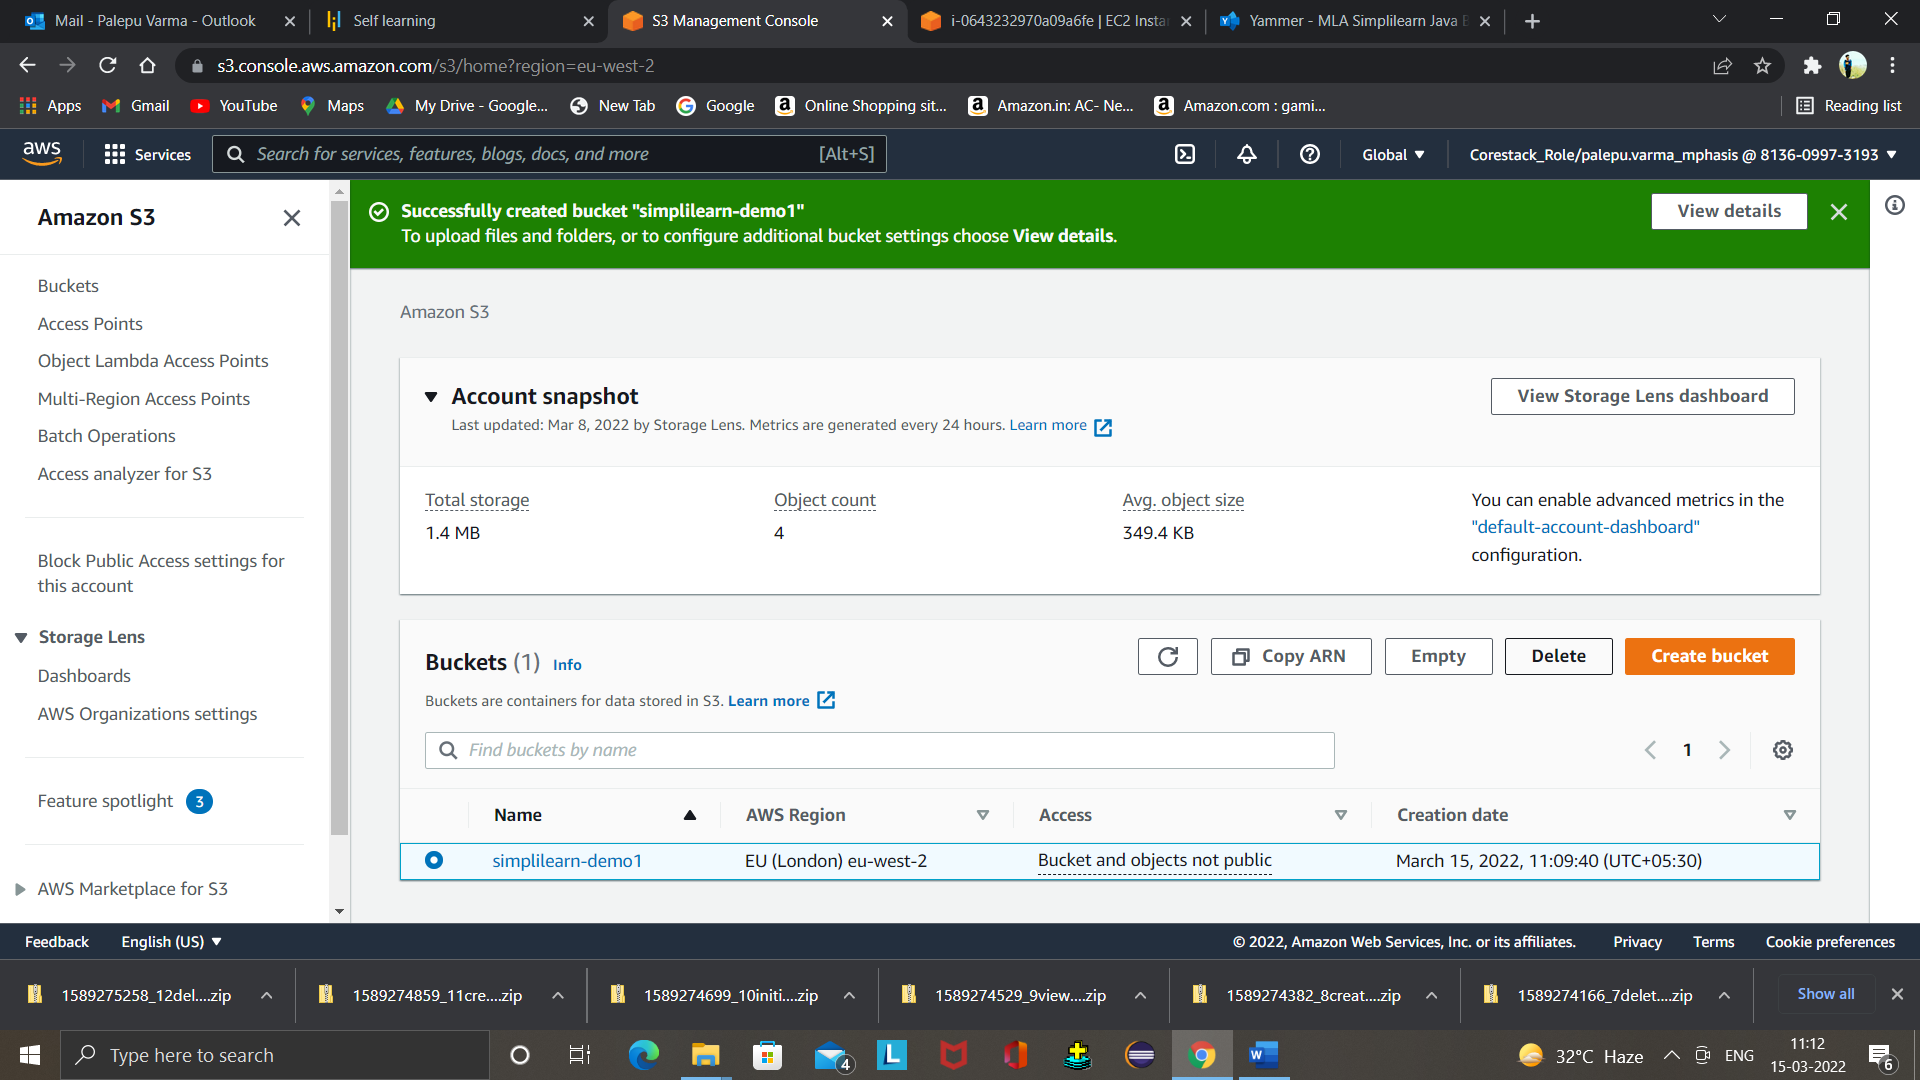 Mail - Palepu Varma - Outlook
Self learning
S3 Management Console
i-0643232970a09a6fe | EC2 Insta
Yammer - MLA Simplilearn Java B
s3.console.aws.amazon.com/s3/home?region=eu-west-2
Apps
Gmail
YouTube
Maps
My Drive - Google...
New Tab
Google
Online Shopping sit...
Amazon.in: AC- Ne...
Amazon.com : gami...
Reading list
aws
Services
Search for services, features, blogs, docs, and more
[Alt+S]
Global
Corestack_Role/palepu.varma_mphasis @ 8136-0997-3193
Amazon S3
Buckets
Access Points
Object Lambda Access Points
Multi-Region Access Points
Batch Operations
Access analyzer for S3
Block Public Access settings for
this account
Storage Lens
Dashboards
AWS Organizations settings
Feature spotlight 3
AWS Marketplace for S3
Successfully created bucket "simplilearn-demo1"
To upload files and folders, or to configure additional bucket settings choose View details.
View details
Amazon S3
Account snapshot
Last updated: Mar 8, 2022 by Storage Lens. Metrics are generated every 24 hours. Learn more
View Storage Lens dashboard
Total storage
1.4 MB
Object count
4
Avg. object size
349.4 KB
You can enable advanced metrics in the
"default-account-dashboard"
configuration.
Buckets (1) Info
Copy ARN
Empty
Delete
Create bucket
Buckets are containers for data stored in S3. Learn more
Find buckets by name
1
Name
AWS Region
Access
Creation date
simplilearn-demo1
EU (London) eu-west-2
Bucket and objects not public
March 15, 2022, 11:09:40 (UTC+05:30)
Feedback
English (US)
© 2022, Amazon Web Services, Inc. or its affiliates.
Privacy
Terms
Cookie preferences
1589275258_12del....zip
1589274859_11cre....zip
1589274699_10initi....zip
1589274529_9view....zip
1589274382_8creat....zip
1589274166_7delet....zip
Show all
Type here to search
4
L
W
32°C Haze
ENG
11:12
15-03-2022
6